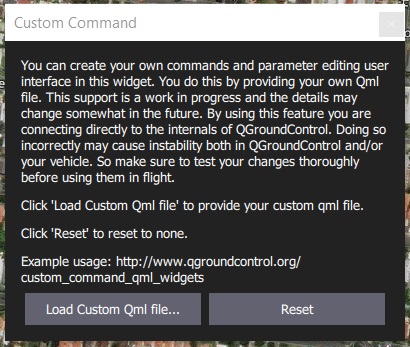 Custom Command
You can create your own commands and parameter editing user
interface in this widget. You do this by providing your own Qml
file. This support is a work in progress and the details may
change somewhat in the future. By using this feature you are
connecting directly to the internals of QGroundControl. Doing so
incorrectly may cause instability both in QGroundControl and/or
your vehicle. So make sure to test your changes thoroughly
before using them in flight.
Click 'Load Custom Qml file' to provide your custom qml file.
Click 'Reset' to reset to none.
Example usage: http://www.qgroundcontrol.org/
custom_command_qml_widgets
Load Custom Qml file...
Reset